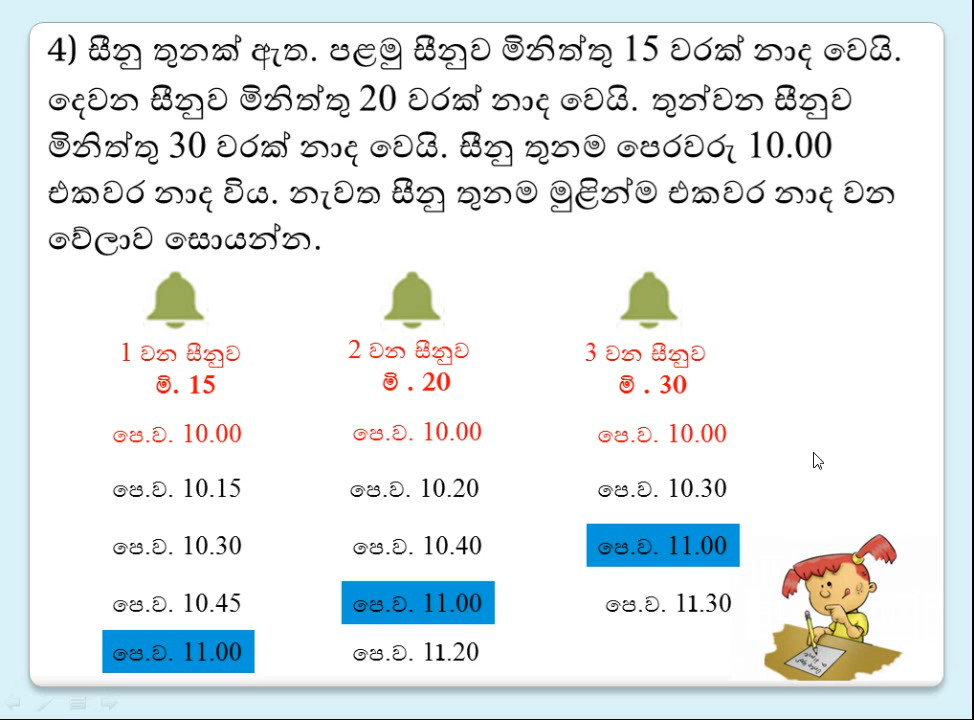 4) සීනු තුනක් ඇත. පළමු සීනුව මිනිත්තු 15 වරක් නාද වෙයි.
දෙවන සීනුව මිනිත්තු 20 වරක් නාද වෙයි. තුන්වන සීනුව
මිනිත්තු 30 වරක් නාද වෙයි. සීනු තුනම පෙරවරු 10.00
එකවර නාද විය. නැවත සීනු තුනම මුළින්ම එකවර නාද වන
වේලාව සොයන්න.
1 වන සීනුව 2 වන සීනුව 3 වන සීනුව
මි. 15 මි . 20 මි . 30
පෙ.ව. 10.00 පෙ.ව. 10.00 පෙ.ව. 10.00
පෙ.ව. 10.15 පෙ.ව. 10.20 පෙ.ව. 10.30
පෙ.ව. 10.30 පෙ.ව. 10.40 පෙ.ව. 11.00
පෙ.ව. 10.45 පෙ.ව. 11.00 පෙ.ව. 11.30
පෙ.ව. 11.00 පෙ.ව. 11.20